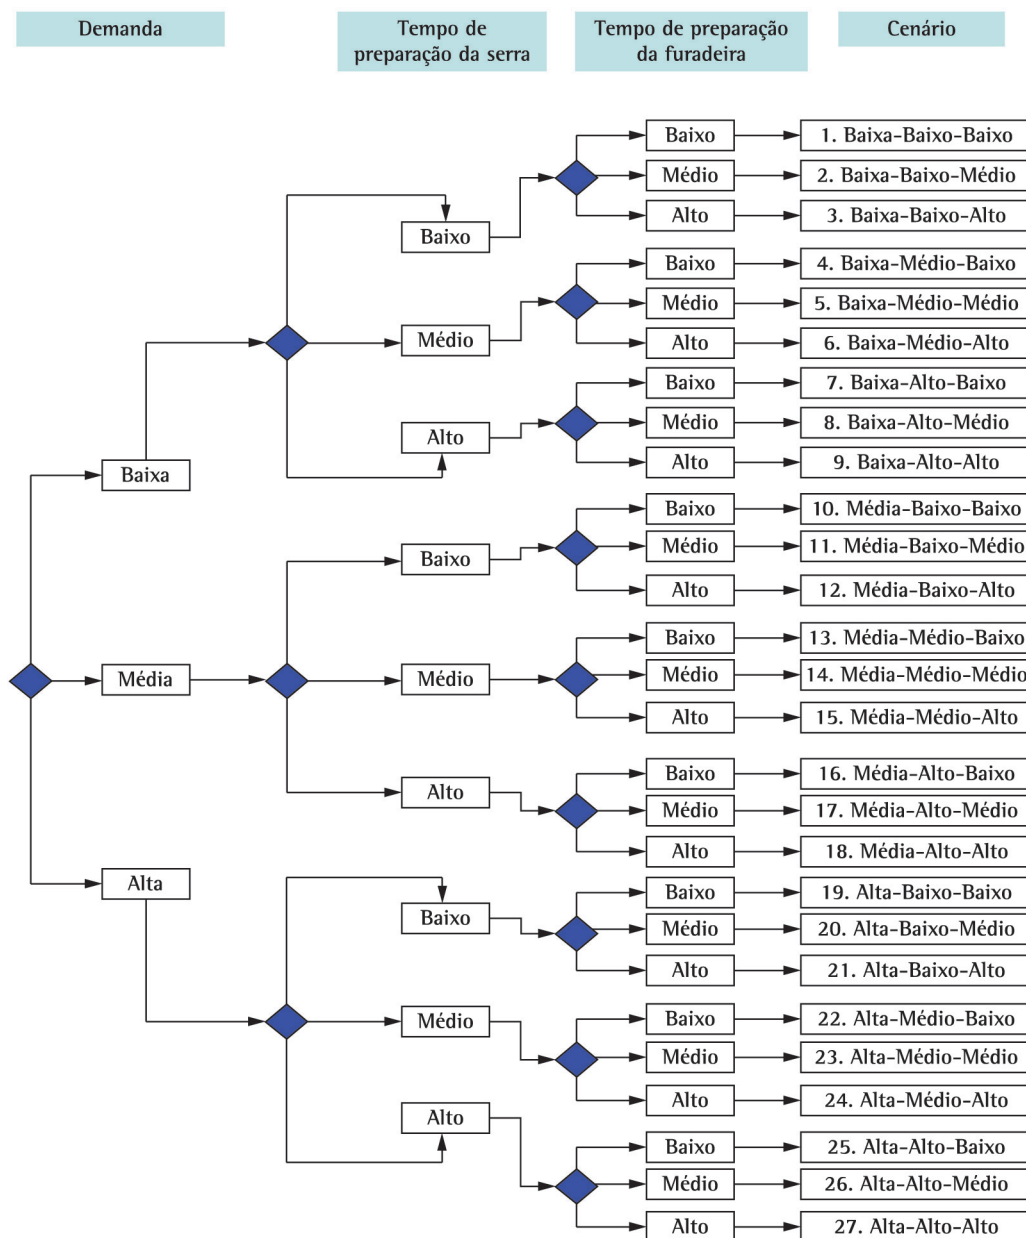 Demanda
Tempo de
preparação da serra
Tempo de preparação
da furadeira
Cenário
Baixo
1. Baixa-Baixo-Baixo
Médio
2. Baixa-Baixo-Médio
Alto
3. Baixa-Baixo-Alto
Baixo
Baixo
4. Baixa-Médio-Baixo
Médio
5. Baixa-Médio-Médio
Médio
Alto
6. Baixa-Médio-Alto
Baixo
7. Baixa-Alto-Baixo
Médio
8. Baixa-Alto-Médio
Alto
Alto
9. Baixa-Alto-Alto
Baixa
Baixo
10. Média-Baixo-Baixo
Médio
11. Média-Baixo-Médio
Baixo
Alto
12. Média-Baixo-Alto
Baixo
13. Média-Médio-Baixo
Média
Médio
Médio
14. Média-Médio-Médio
Alto
15. Média-Médio-Alto
Baixo
16. Média-Alto-Baixo
Alto
Médio
17. Média-Alto-Médio
Alto
18. Média-Alto-Alto
Alta
Baixo
19. Alta-Baixo-Baixo
Baixo
Médio
20. Alta-Baixo-Médio
Alto
21. Alta-Baixo-Alto
Médio
Baixo
22. Alta-Médio-Baixo
Médio
23. Alta-Médio-Médio
Alto
24. Alta-Médio-Alto
Alto
Baixo
25. Alta-Alto-Baixo
Médio
26. Alta-Alto-Médio
Alto
27. Alta-Alto-Alto